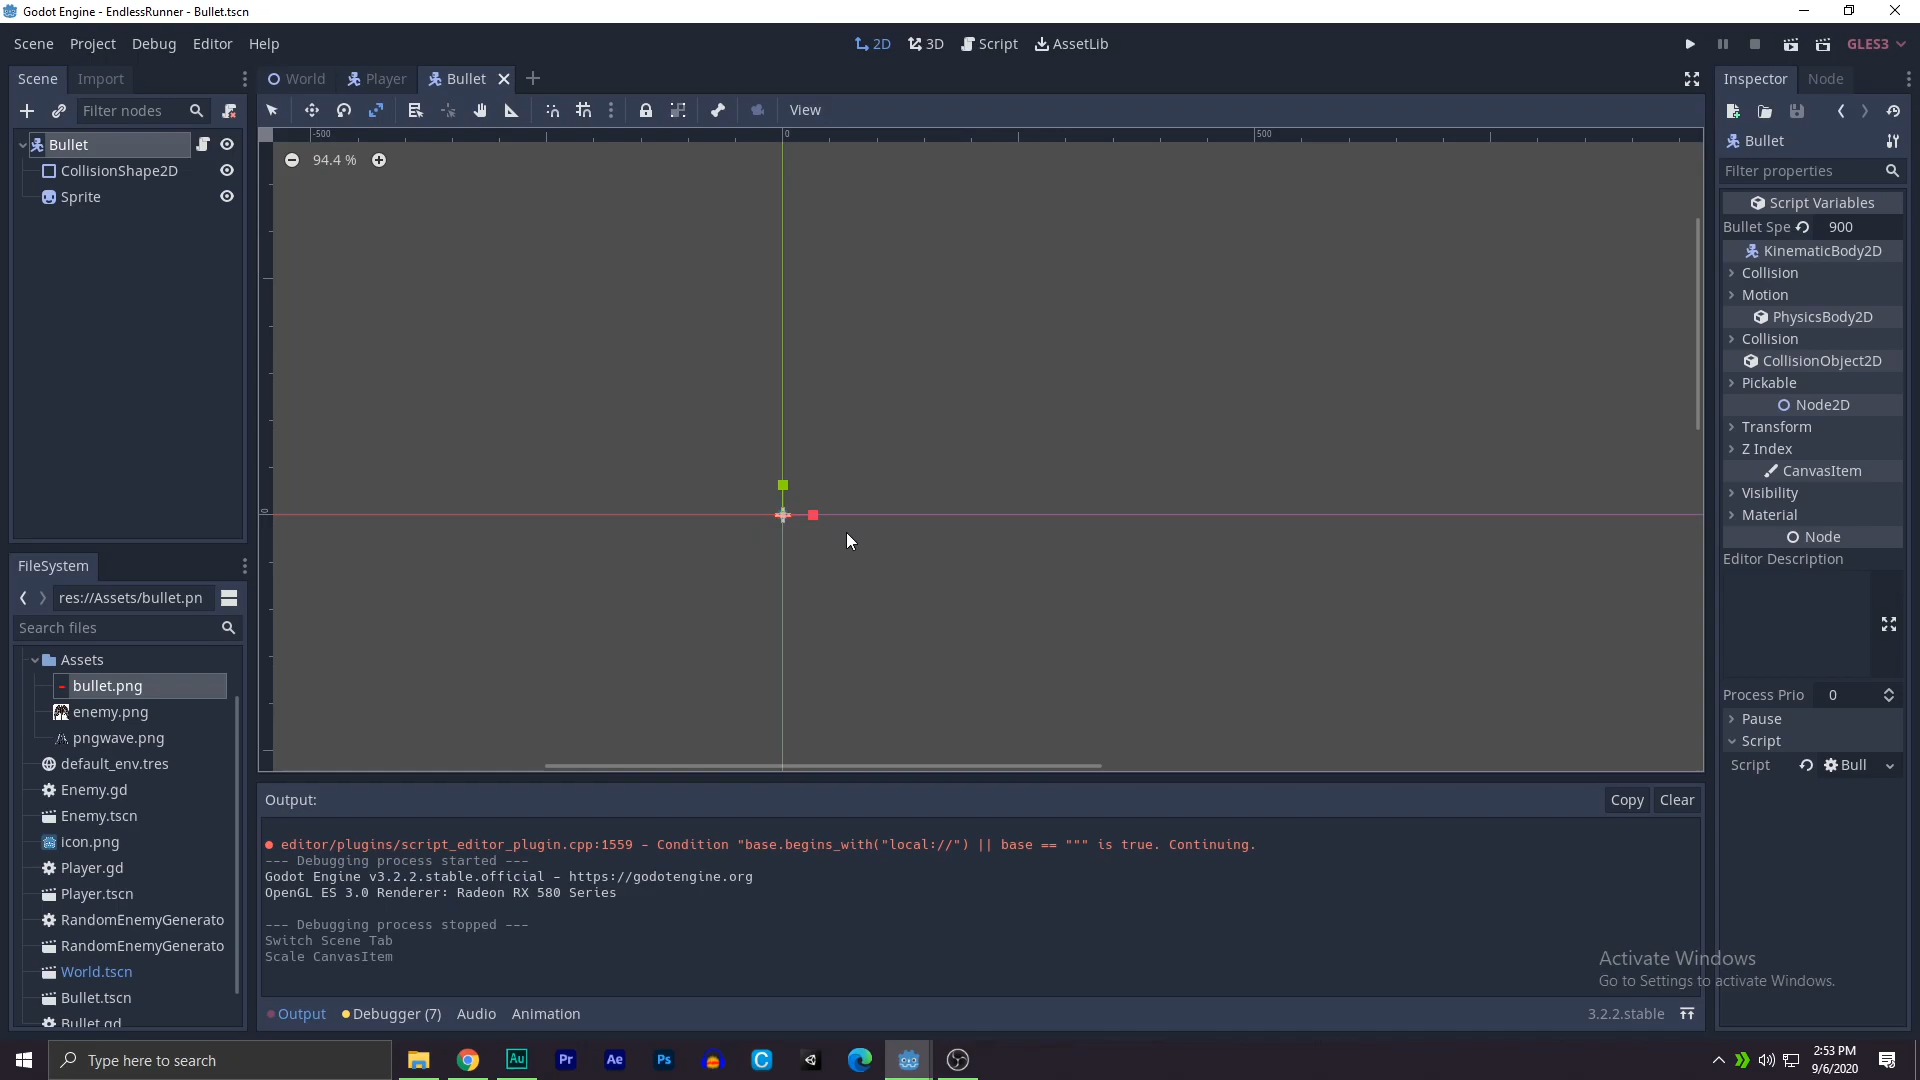 Godot Engine - EndlessRunner - Bullet.tscn
Scene Project Debug Editor Help
2D 3D Script AssetLib
GLES3
Scene Import
World Player Bullet
Inspector Node
Filter nodes
View
Bullet
CollisionShape2D
Sprite
-500 0 500
94.4 %
0
Bullet
Filter properties
Script Variables
Bullet Spe 900
KinematicBody2D
Collision
Motion
PhysicsBody2D
Collision
CollisionObject2D
Pickable
Node2D
Transform
Z Index
CanvasItem
Visibility
Material
Node
Editor Description
Process Prio 0
Pause
Script
Script Bull
FileSystem
res://Assets/bullet.pn
Search files
Assets
bullet.png
enemy.png
pngwave.png
default_env.tres
Enemy.gd
Enemy.tscn
icon.png
Player.gd
Player.tscn
RandomEnemyGenerato
RandomEnemyGenerato
World.tscn
Bullet.tscn
Bullet.gd
Output:
Copy Clear
editor/plugins/script_editor_plugin.cpp:1559 - Condition "base.begins_with("local://") || base == """ is true. Continuing.
--- Debugging process started ---
Godot Engine v3.2.2.stable.official - https://godotengine.org
OpenGL ES 3.0 Renderer: Radeon RX 580 Series
--- Debugging process stopped ---
Switch Scene Tab
Scale CanvasItem
Output Debugger (7) Audio Animation
3.2.2.stable
Activate Windows
Go to Settings to activate Windows.
Type here to search
Au Pr Ae Ps C
2:53 PM
9/6/2020